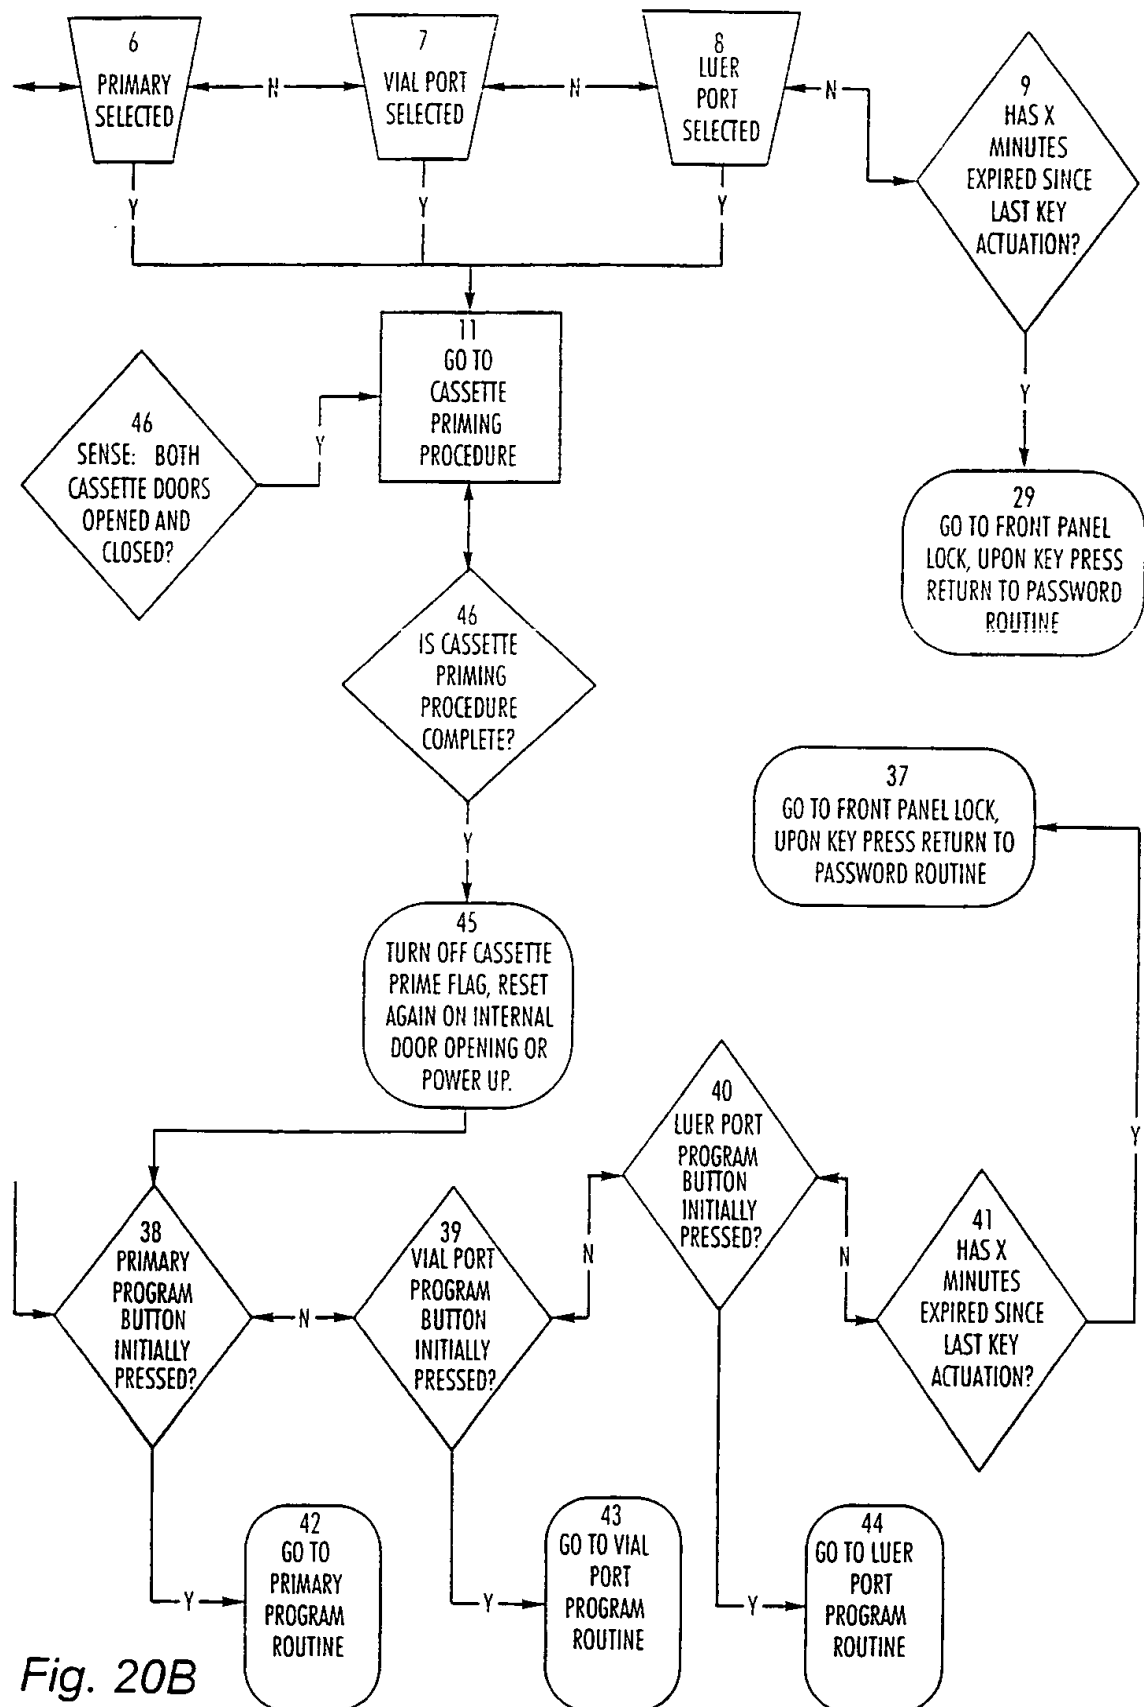 6
PRIMARY
SELECTED
N
7
VIAL PORT
SELECTED
N
8
LUER
PORT
SELECTED
N
9
HAS X
MINUTES
EXPIRED SINCE
LAST KEY
ACTUATION?
Y
Y
Y
11
GO TO
CASSETTE
PRIMING
PROCEDURE
46
SENSE: BOTH
CASSETTE DOORS
OPENED AND
CLOSED?
Y
Y
29
GO TO FRONT PANEL
LOCK, UPON KEY PRESS
RETURN TO PASSWORD
ROUTINE
46
IS CASSETTE
PRIMING
PROCEDURE
COMPLETE?
Y
37
GO TO FRONT PANEL LOCK,
UPON KEY PRESS RETURN TO
PASSWORD ROUTINE
45
TURN OFF CASSETTE
PRIME FLAG, RESET
AGAIN ON INTERNAL
DOOR OPENING OR
POWER UP.
Y
38
PRIMARY
PROGRAM
BUTTON
INITIALLY
PRESSED?
N
39
VIAL PORT
PROGRAM
BUTTON
INITIALLY
PRESSED?
N
40
LUER PORT
PROGRAM
BUTTON
INITIALLY
PRESSED?
N
41
HAS X
MINUTES
EXPIRED SINCE
LAST KEY
ACTUATION?
Y
42
GO TO
PRIMARY
PROGRAM
ROUTINE
Y
43
GO TO VIAL
PORT
PROGRAM
ROUTINE
Y
44
GO TO LUER
PORT
PROGRAM
ROUTINE
Fig. 20B